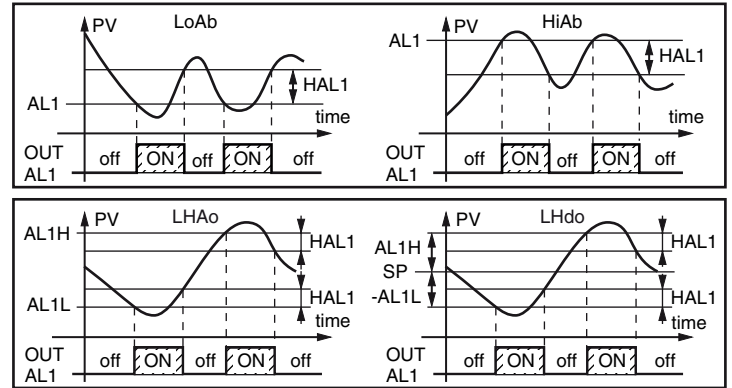 PV LoAb
HAL1
AL1
time
OUT AL1 off ON off ON off
PV HiAb
AL1
HAL1
time
OUT AL1 off ON off ON off
PV LHAo
AL1H
HAL1
AL1L
HAL1
time
OUT AL1 off ON off ON off
PV LHdo
AL1H
HAL1
SP
-AL1L
HAL1
time
OUT AL1 off ON off ON off